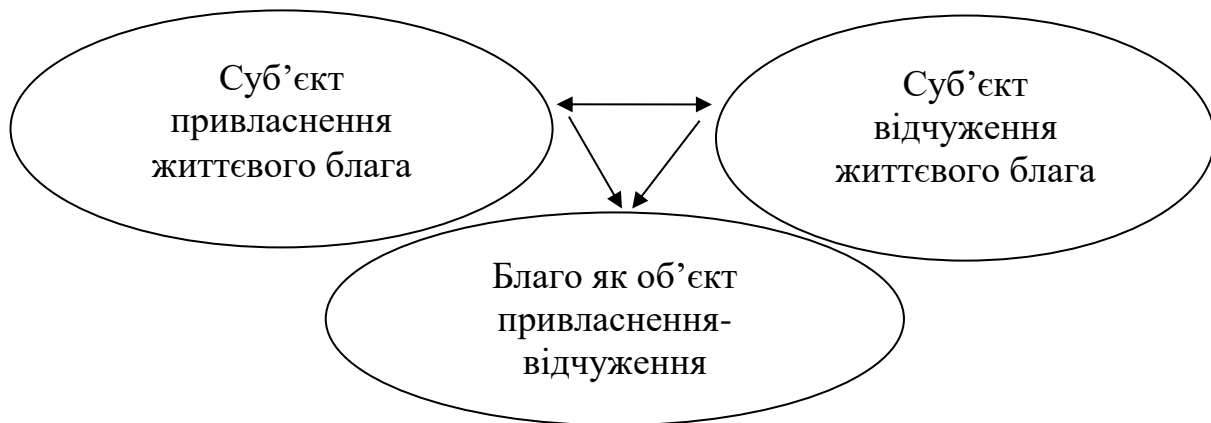 Суб’єкт
привласнення
життєвого блага
Суб’єкт
відчуження
життєвого блага
Благо як об’єкт
привласнення-
відчуження